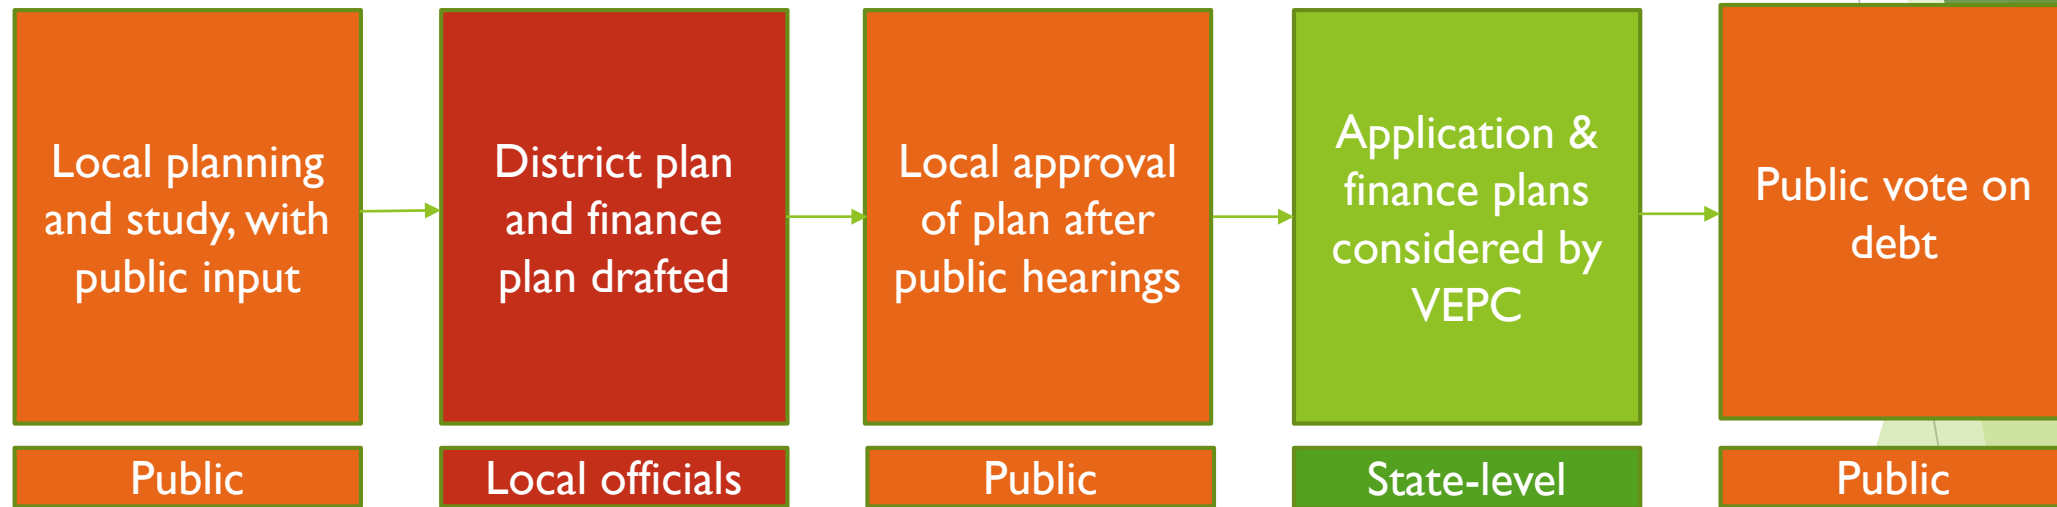 Local planning
and study, with
public input
District plan
and finance
plan drafted
Local approval
of plan after
public hearings
Application &
finance plans
considered by
VEPC
Public vote on
debt
Public
Local officials
Public
State-level
Public